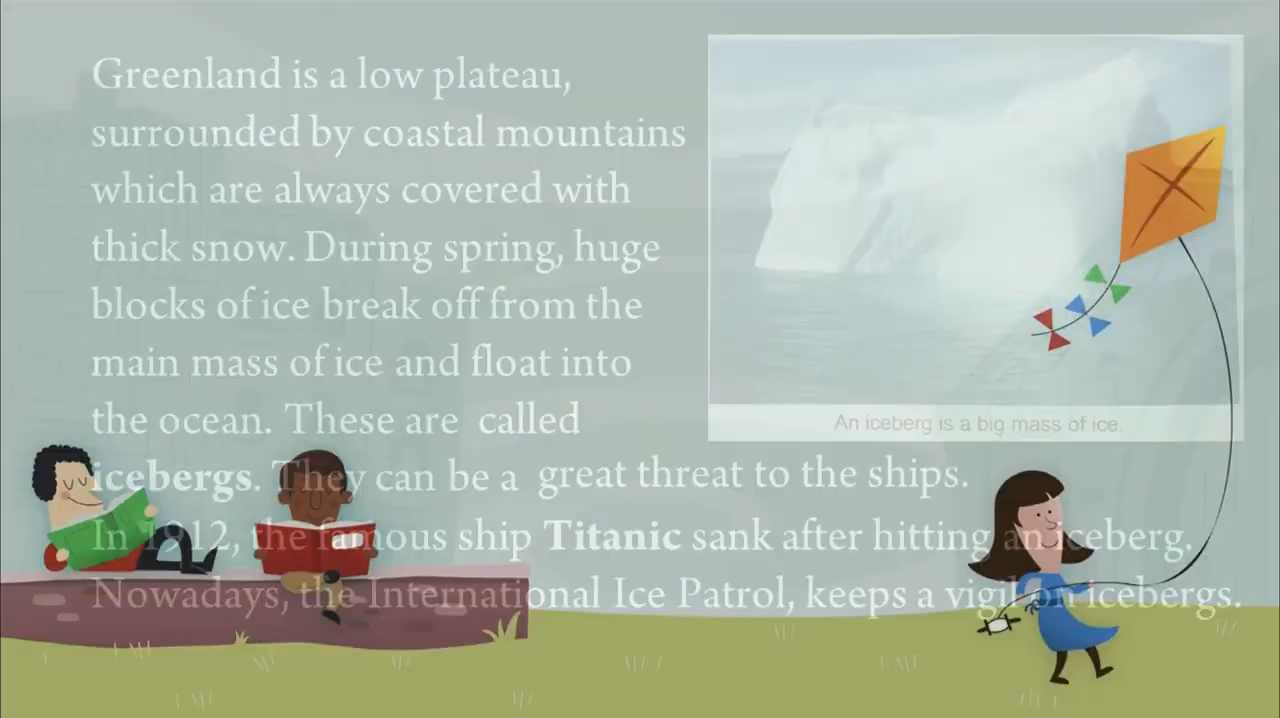 Greenland is a low plateau,
surrounded by coastal mountains
which are always covered with
thick snow. During spring, huge
blocks of ice break off from the
main mass of ice and float into
the ocean. These are called
icebergs. They can be a great threat to the ships.
In 1912, the famous ship Titanic sank after hitting an iceberg.
Nowadays, the International Ice Patrol, keeps a vigil on icebergs.
An iceberg is a big mass of ice.